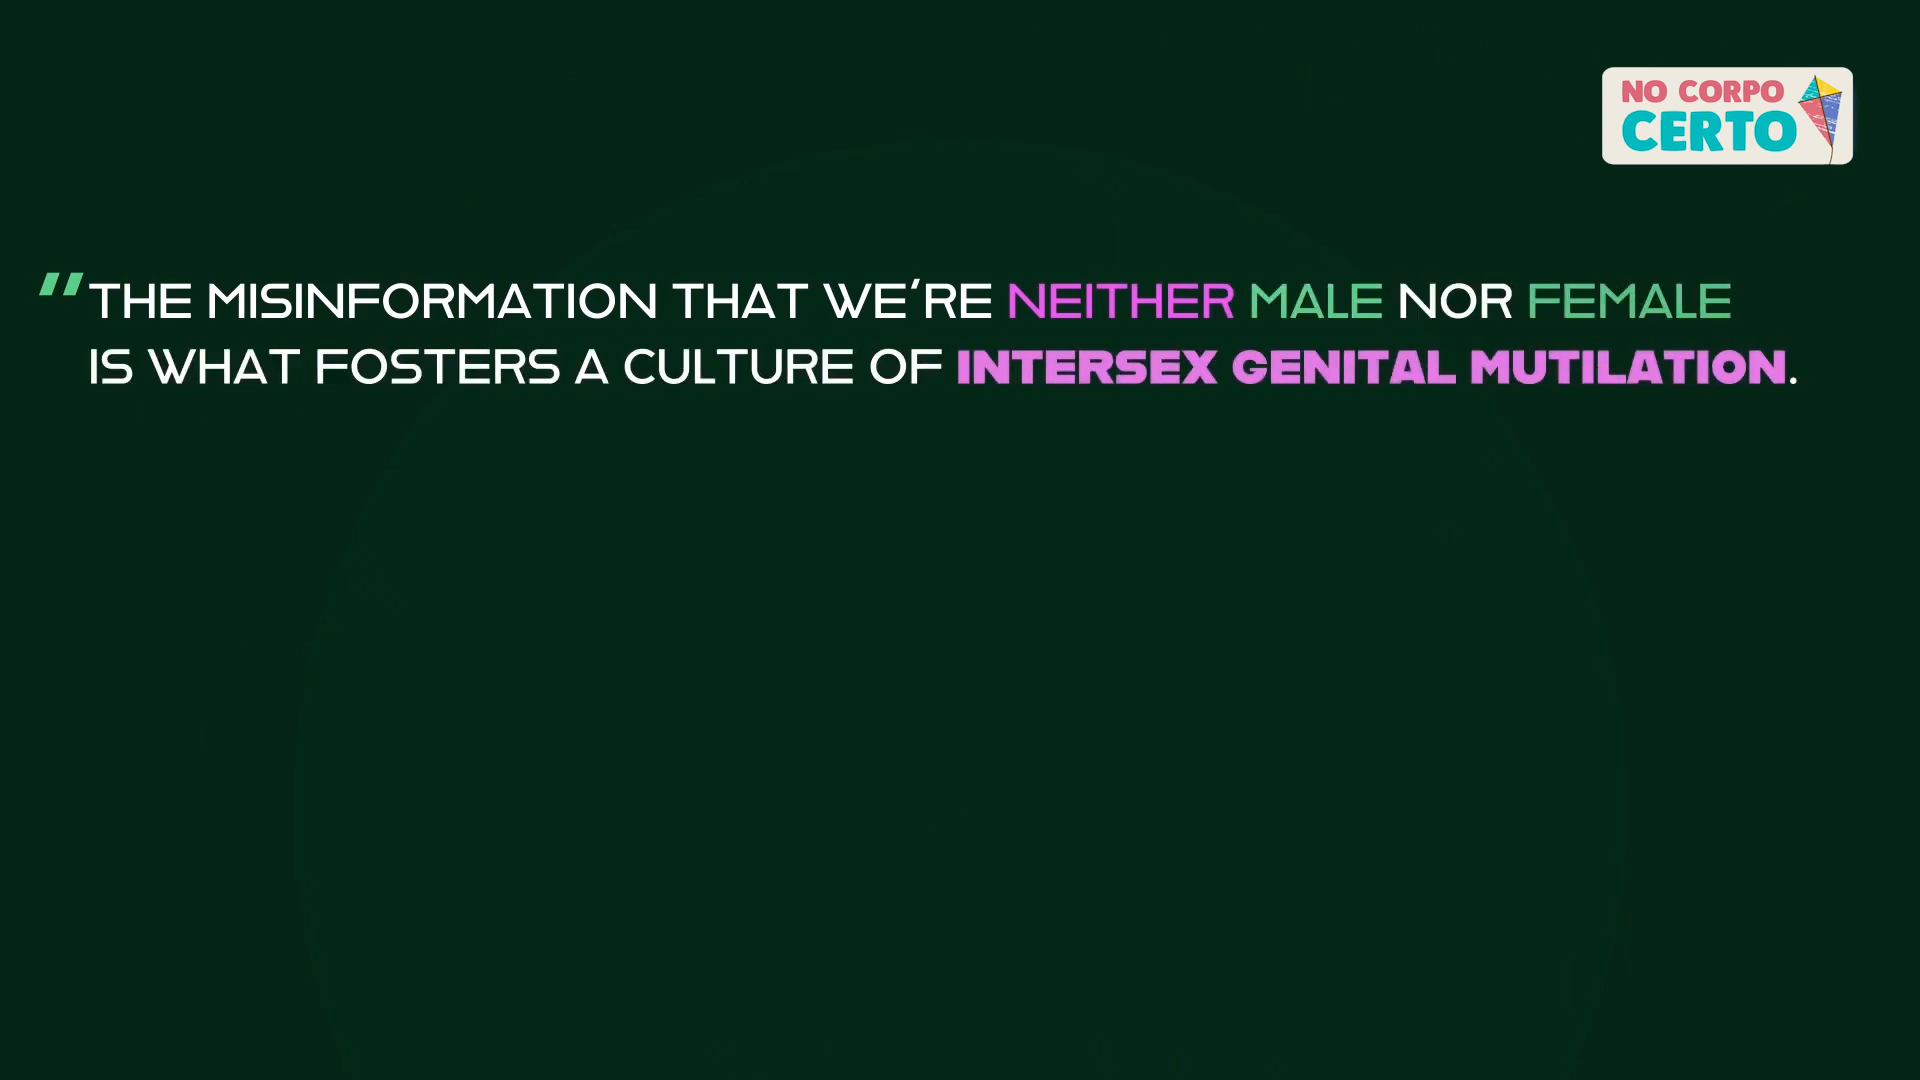 NO CORPO
CERTO
"THE MISINFORMATION THAT WE'RE NEITHER MALE NOR FEMALE
IS WHAT FOSTERS A CULTURE OF INTERSEX GENITAL MUTILATION.